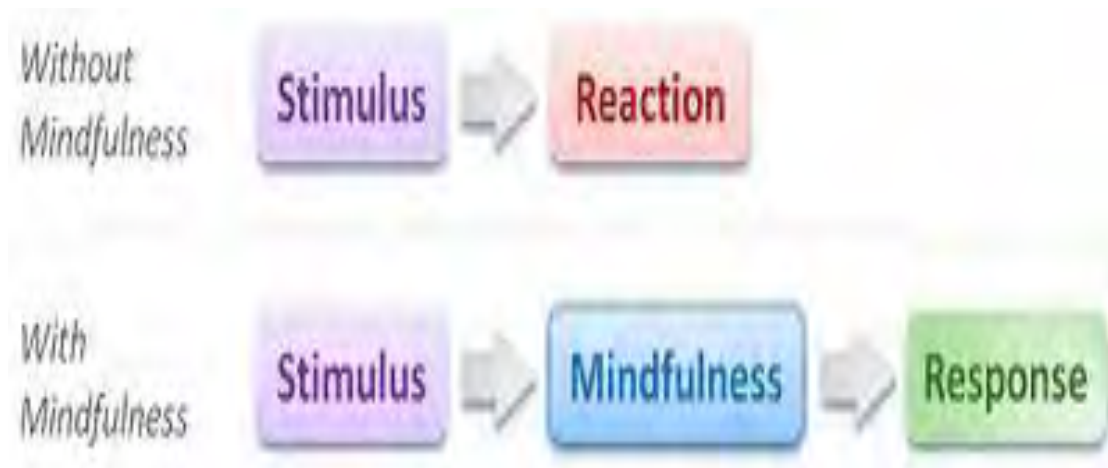 Without
Mindfulness
Stimulus
Reaction
With
Mindfulness
Stimulus
Mindfulness
Response